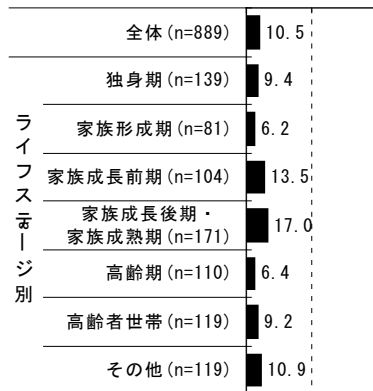 全体(n=889) 10.5
ライフステージ別
独身期(n=139) 9.4
家族形成期(n=81) 6.2
家族成長前期(n=104) 13.5
家族成長後期・
家族成熟期(n=171) 17.0
高齢期(n=110) 6.4
高齢者世帯(n=119) 9.2
その他(n=119) 10.9